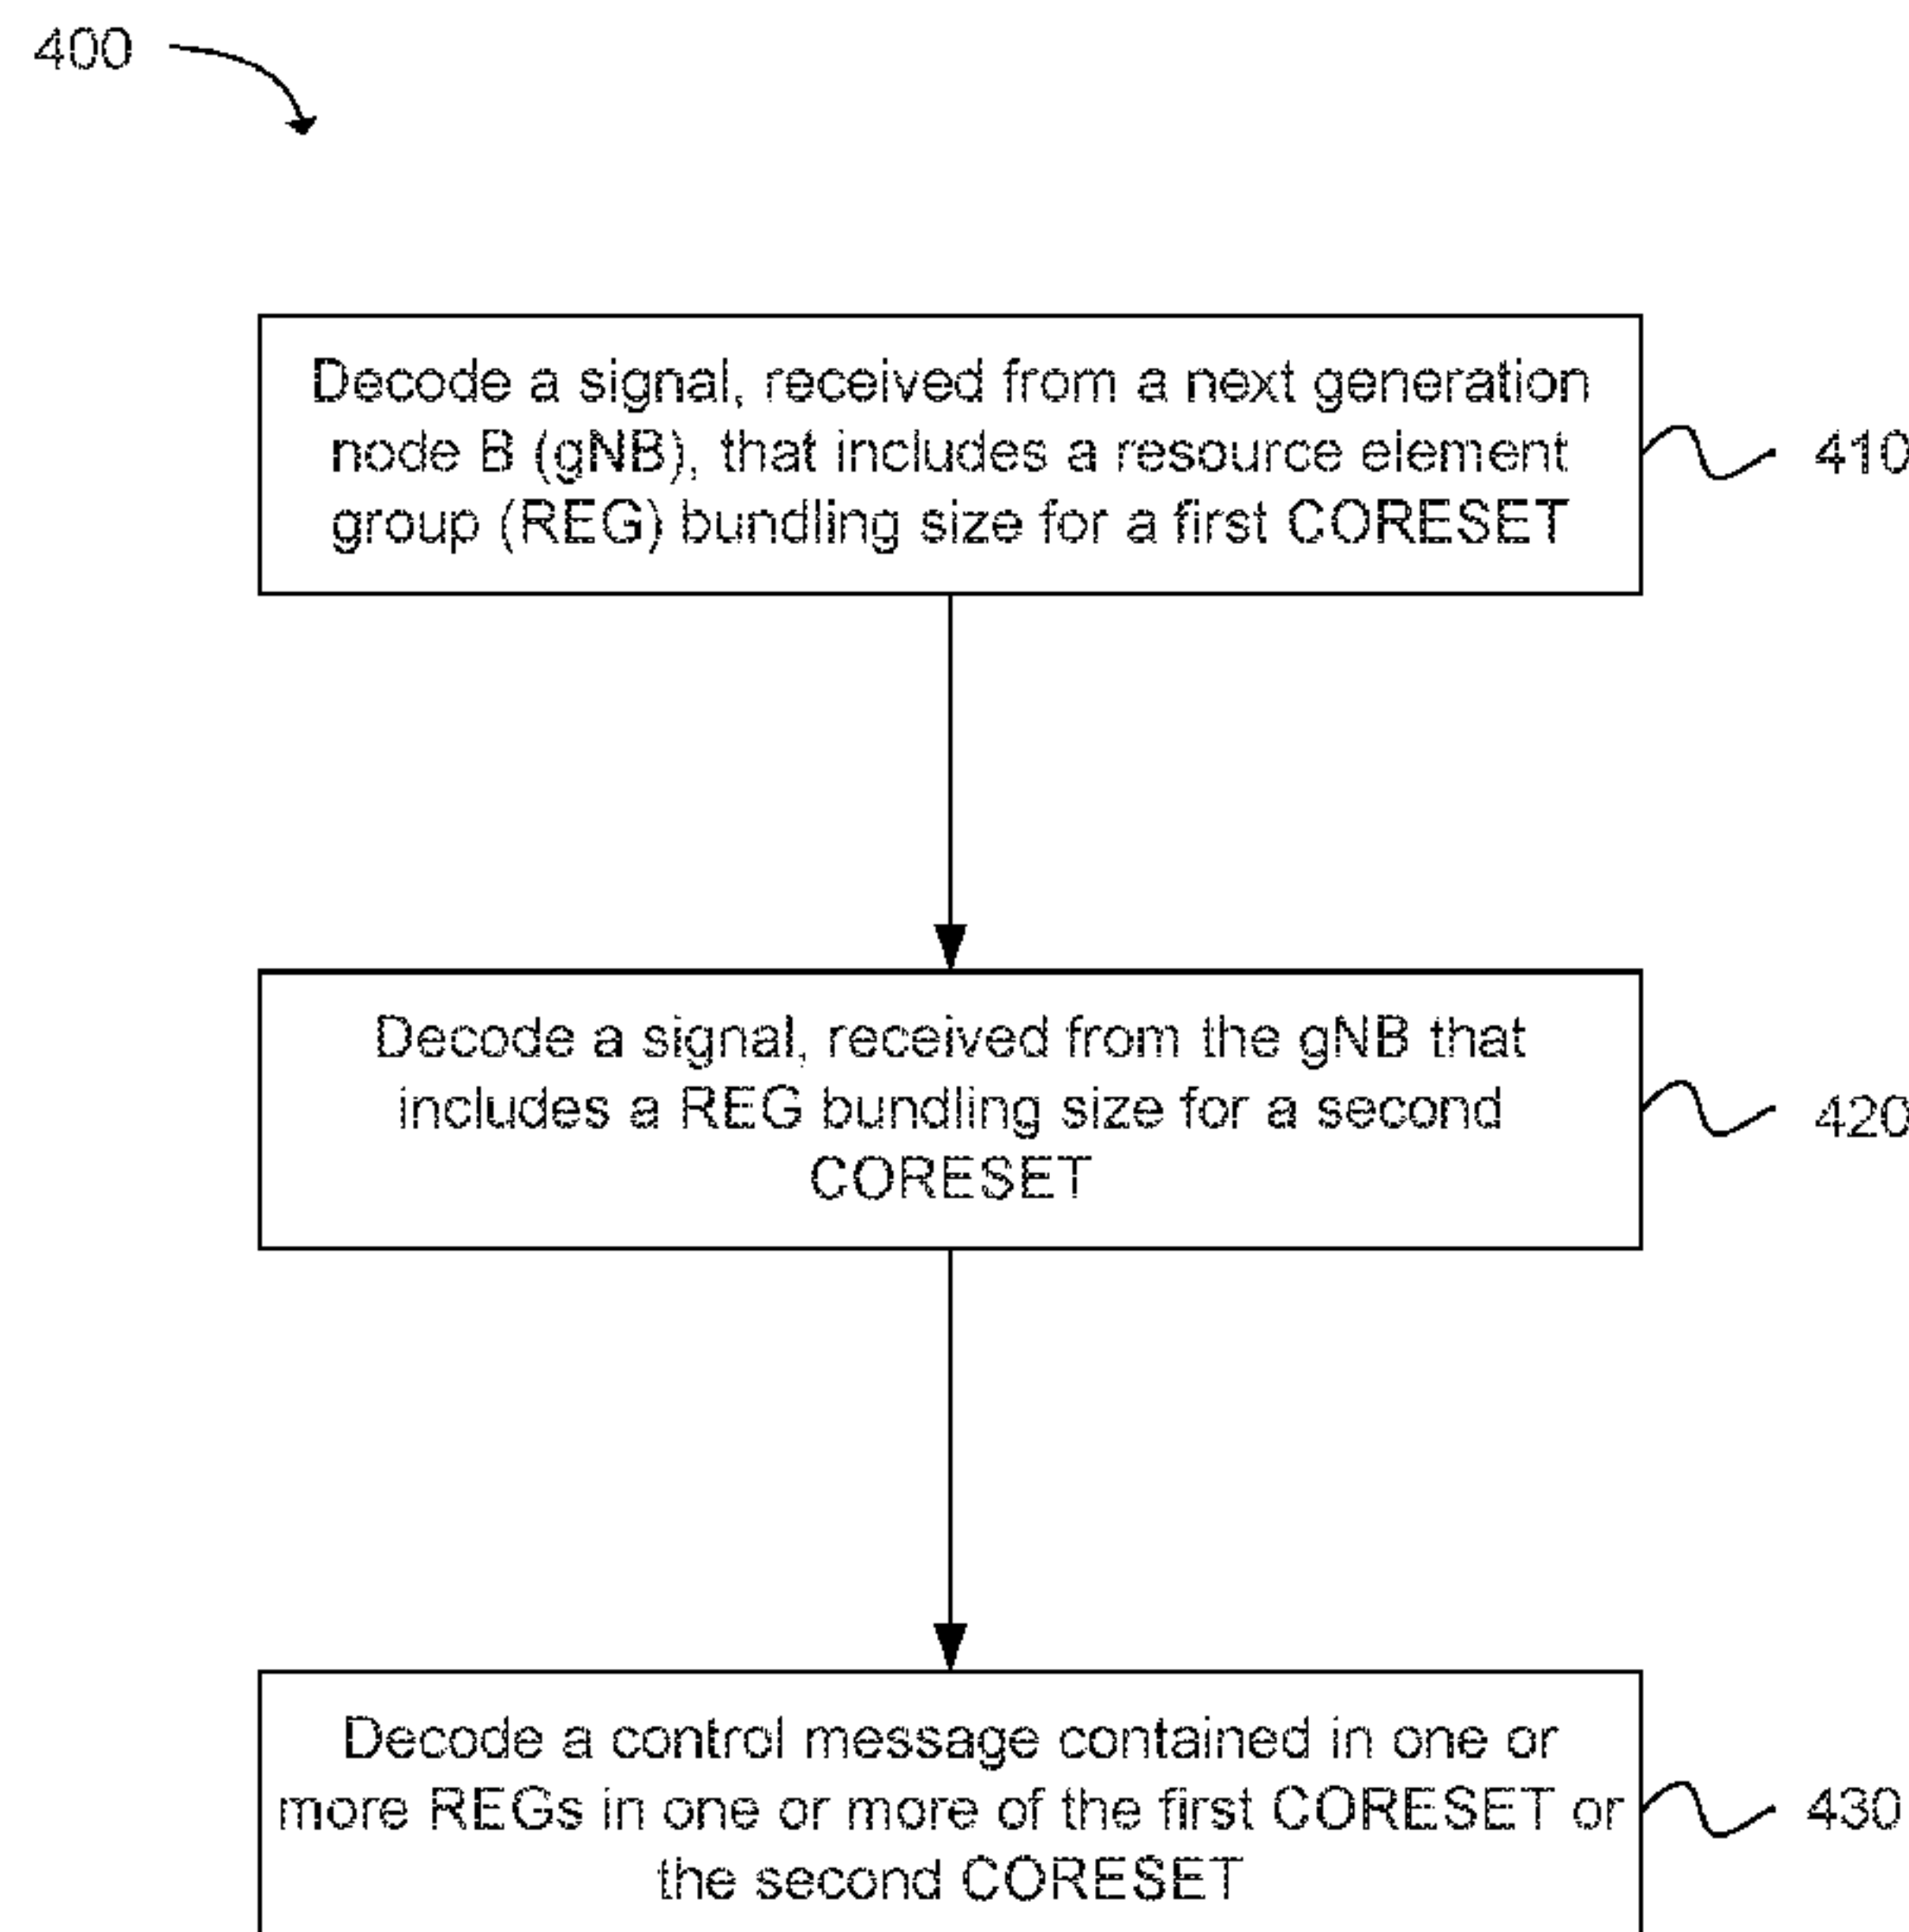 400
Decode a signal, received from a next generation
node B (gNB), that includes a resource element
group (REG) bundling size for a first CORESET
410
Decode a signal, received from the gNB that
includes a REG bundling size for a second
CORESET
420
Decode a control message contained in one or
more REGs in one or more of the first CORESET or
the second CORESET
430